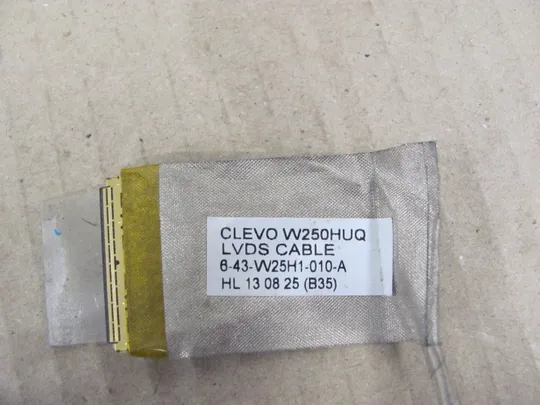 CLEVO W250HUQ
LVDS CABLE
6-43-W25H1-010-A
HL 13 08 25 (B35)